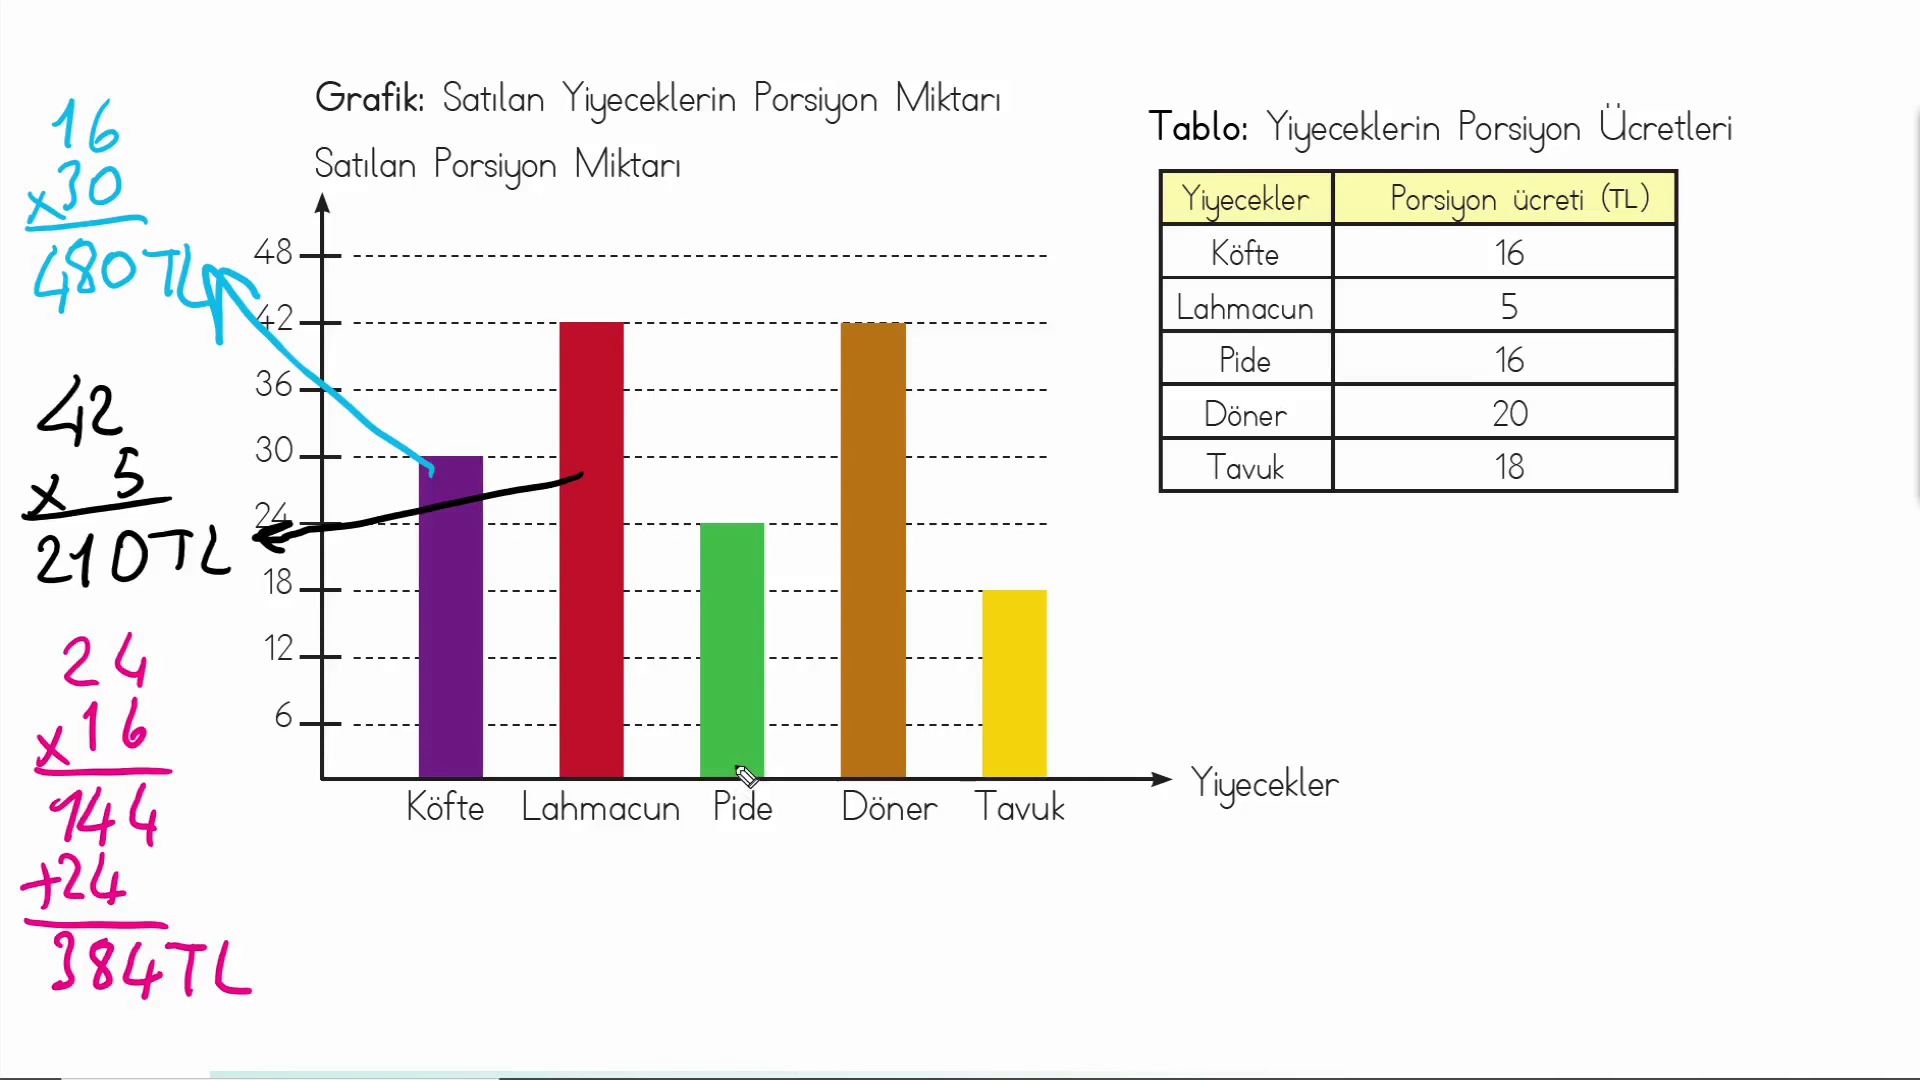 Grafik: Satılan Yiyeceklerin Porsiyon Miktarı
Satılan Porsiyon Miktarı
48
42
36
30
24
18
12
6
Köfte Lahmacun Pide Döner Tavuk
Yiyecekler
Tablo: Yiyeceklerin Porsiyon Ücretleri
Yiyecekler Porsiyon ücreti (TL)
Köfte 16
Lahmacun 5
Pide 16
Döner 20
Tavuk 18
16
x30
480TL
42
x 5
210TL
24
x16
144
+24
384TL